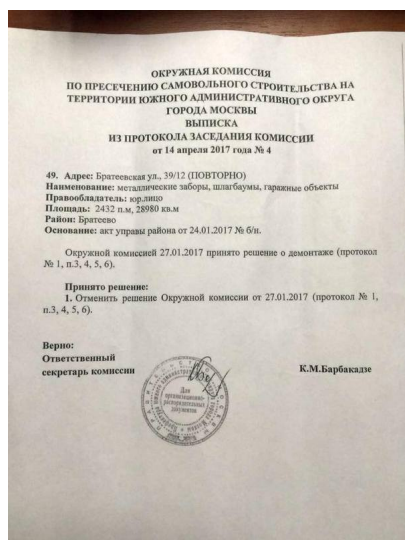 ОКРУЖНАЯ КОМИССИЯ
ПО ПРЕСЕЧЕНИЮ САМОВОЛЬНОГО СТРОИТЕЛЬСТВА НА
ТЕРРИТОРИИ ЮЖНОГО АДМИНИСТРАТИВНОГО ОКРУГА
ГОРОДА МОСКВЫ
ВЫПИСКА
ИЗ ПРОТОКОЛА ЗАСЕДАНИЯ КОМИССИИ
от 14 апреля 2017 года № 4
49. Адрес: Братеевская ул., 39/12 (ПОВТОРНО)
Наименование: металлические заборы, шлагбаумы, гаражные объекты
Правообладатель: юр.лицо
Площадь: 2432 п.м, 28980 кв.м
Район: Братеево
Основание: акт управы района от 24.01.2017 № б/н.
Окружной комиссией 27.01.2017 принято решение о демонтаже (протокол
№ 1, п.3, 4, 5, 6).
Принято решение:
1. Отменить решение Окружной комиссии от 27.01.2017 (протокол № 1,
п.3, 4, 5, 6).
Верно:
Ответственный
секретарь комиссии
К.М.Барбакадзе
Для
организационно-
распорядительных
документов